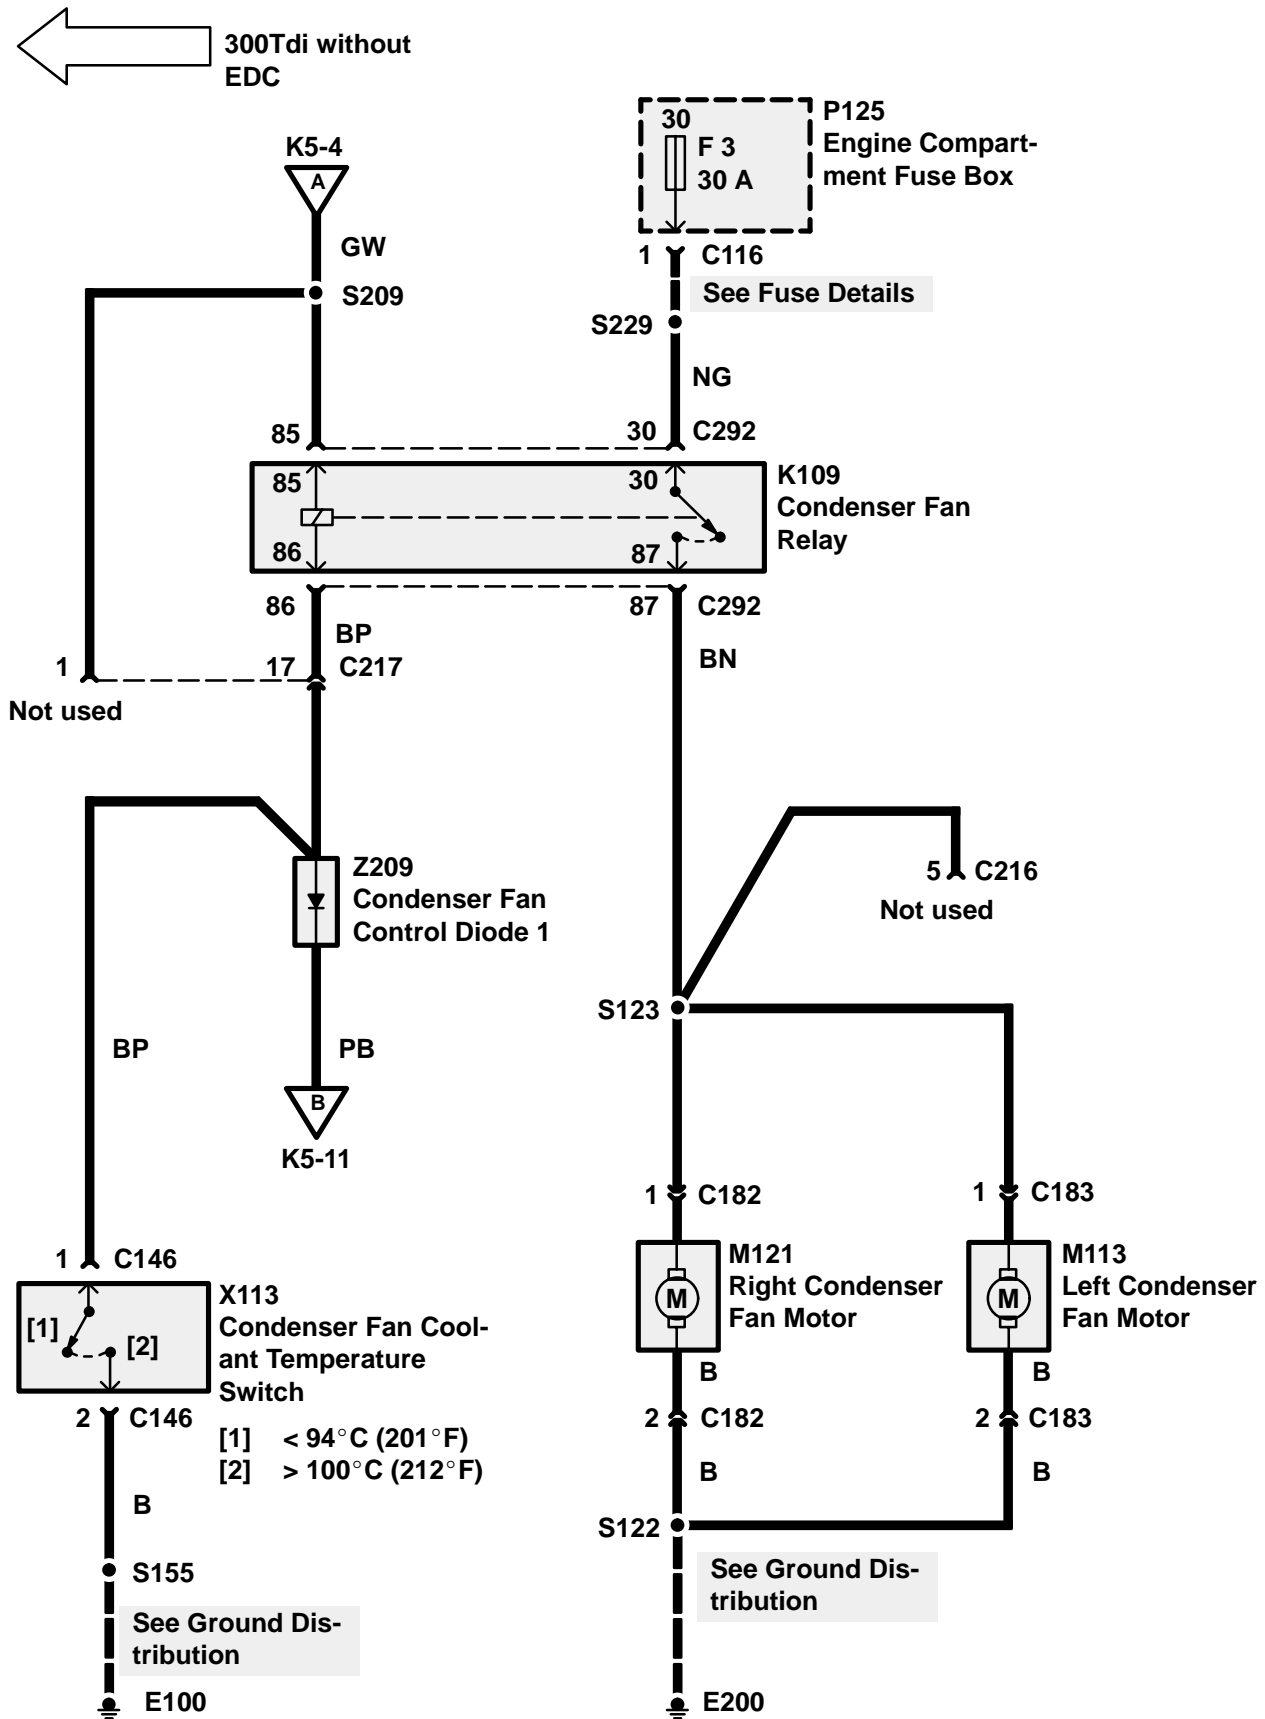 300Tdi without
EDC
K5-4
A
GW
S209
30
F 3
30 A
P125
Engine Compart-
ment Fuse Box
1 C116
See Fuse Details
S229
NG
85 30 C292
85 30
86 87
K109
Condenser Fan
Relay
86 87 C292
BP
BN
1 17 C217
Not used
Z209
Condenser Fan
Control Diode 1
5 C216
Not used
S123
BP PB
B
K5-11
1 C182
1 C183
M
M121
Right Condenser
Fan Motor
M
M113
Left Condenser
Fan Motor
1 C146
[1]
[2]
X113
Condenser Fan Cool-
ant Temperature
Switch
B B
2 C146
2 C182
2 C183
[1] < 94°C (201°F)
[2] > 100°C (212°F)
B B
B
S122
S155
See Ground Dis-
tribution
See Ground Dis-
tribution
E100
E200